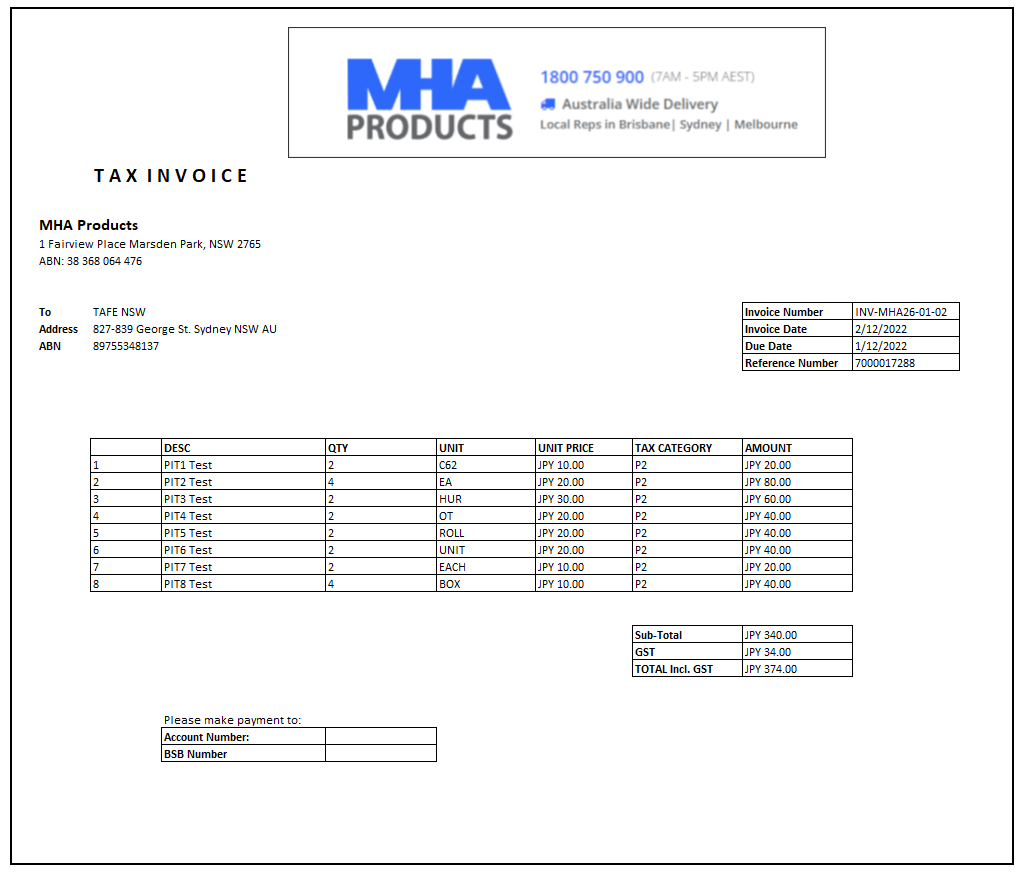 MHA
PRODUCTS
1800 750 900 (7AM - 5PM AEST)
Australia Wide Delivery
Local Reps in Brisbane| Sydney | Melbourne
TAX INVOICE
MHA Products
1 Fairview Place Marsden Park, NSW 2765
ABN: 38 368 064 476
To TAFE NSW
Address 827-839 George St. Sydney NSW AU
ABN 89755348137
Invoice Number INV-MHA26-01-02
Invoice Date 2/12/2022
Due Date 1/12/2022
Reference Number 7000017288
DESC QTY UNIT UNIT PRICE TAX CATEGORY AMOUNT
1 PIT1 Test 2 C62 JPY 10.00 P2 JPY 20.00
2 PIT2 Test 4 EA JPY 20.00 P2 JPY 80.00
3 PIT3 Test 2 HUR JPY 30.00 P2 JPY 60.00
4 PIT4 Test 2 OT JPY 20.00 P2 JPY 40.00
5 PIT5 Test 2 ROLL JPY 20.00 P2 JPY 40.00
6 PIT6 Test 2 UNIT JPY 20.00 P2 JPY 40.00
7 PIT7 Test 2 EACH JPY 10.00 P2 JPY 20.00
8 PIT8 Test 4 BOX JPY 10.00 P2 JPY 40.00
Sub-Total JPY 340.00
GST JPY 34.00
TOTAL Incl. GST JPY 374.00
Please make payment to:
Account Number:
BSB Number